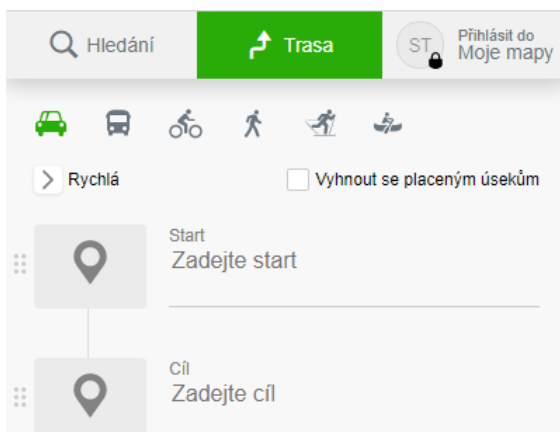 Hledání
Trasa
ST
Přihlásit do
Moje mapy
Rychlá
Vyhnout se placeným úsekům
Start
Zadejte start
Cíl
Zadejte cíl